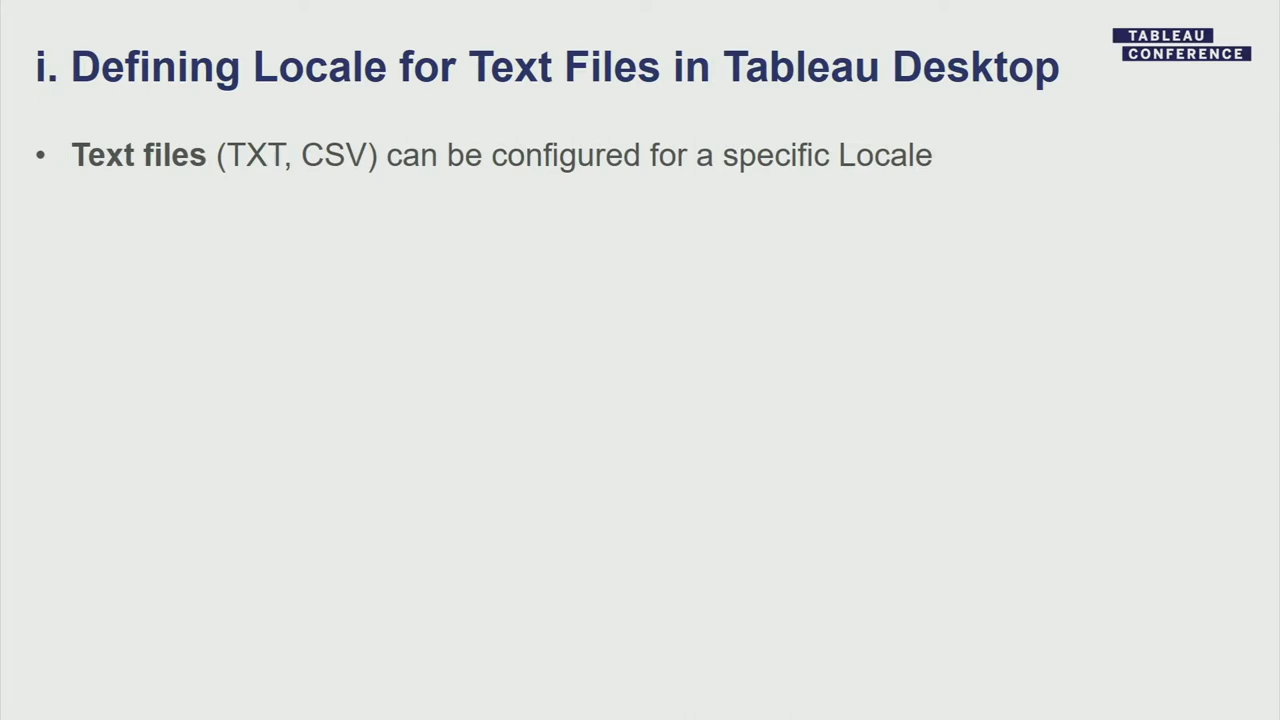 i. Defining Locale for Text Files in Tableau Desktop
TABLEAU
CONFERENCE
• Text files (TXT, CSV) can be configured for a specific Locale